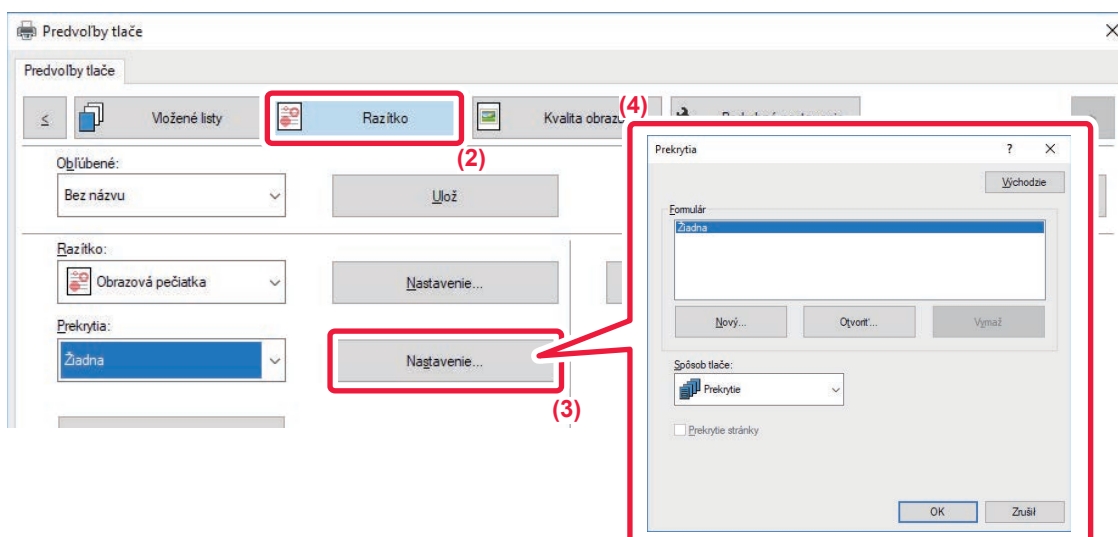 Predvoľby tlače
Predvoľby tlače
<
Vložené listy
Razítko
Kvalita obrazu
(4)
(2)
Obľúbené:
Bez názvu
Ulož
Razítko:
Obrazová pečiatka
Nastavenie...
Prekrytia:
Žiadna
Nastavenie...
(3)
Prekrytia
?
Východzie
Formulár
Žiadna
Nový...
Otvoriť...
Vymaž
Spôsob tlače:
Prekrytie
Prekrytie stránky
OK
Zrušiť